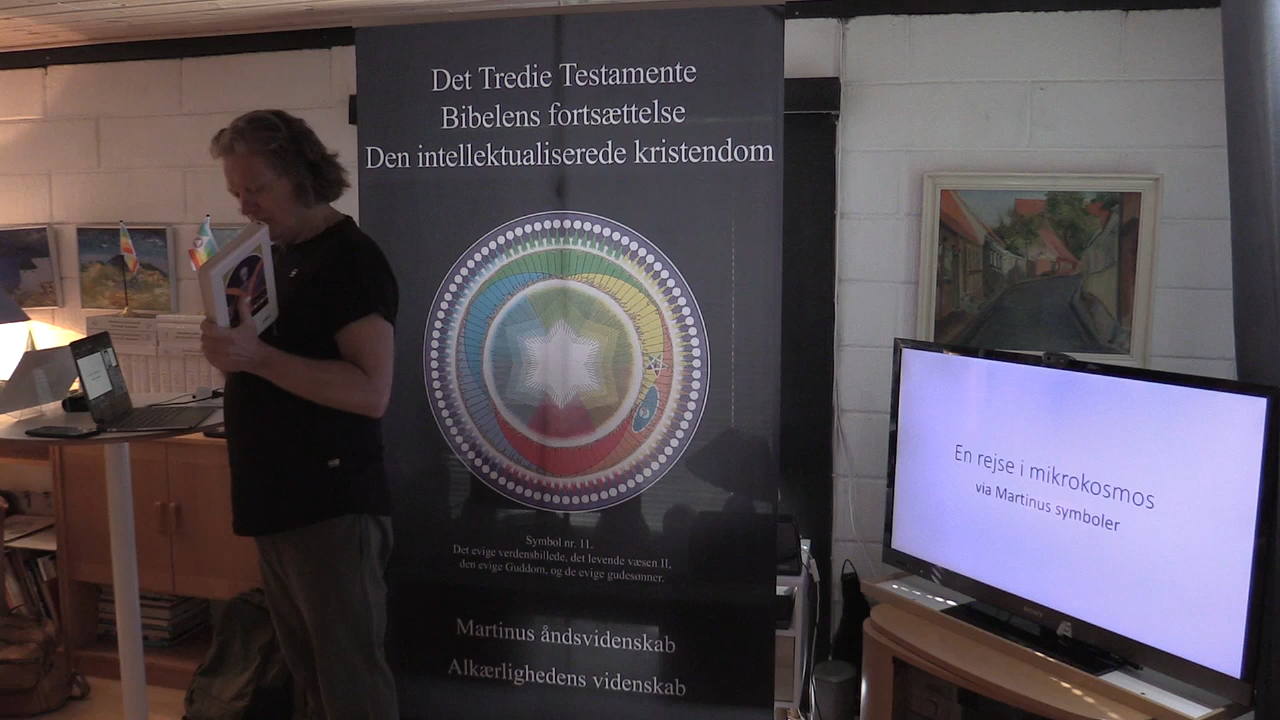 Det Tredie Testamente
Bibelens fortsættelse
Den intellektualiserede kristendom
Symbol nr. 11.
Det evige verdensbillede, det levende væsen II,
den evige Guddom, og de evige gudesønner.
Martinus åndsvidenskab
Alkærlighedens videnskab
En rejse i mikrokosmos
via Martinus symboler
SONY